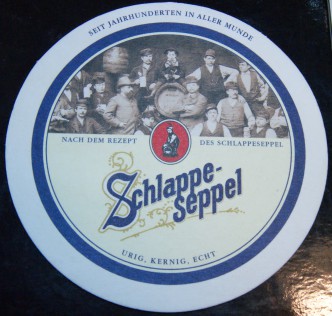 SEIT JAHRHUNDERTEN IN ALLER MUNDE
NACH DEM REZEPT DES SCHLAPPESEPPEL
Schlappe-
Seppel
URIG, KERNIG, ECHT